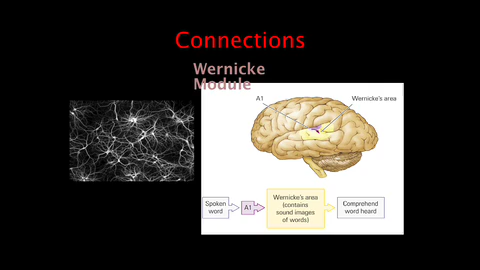 Connections
Wernicke
Module
A1
Wernicke's area
Spoken
word
A1
Wernicke's area
(contains
sound images
of words)
Comprehend
word heard